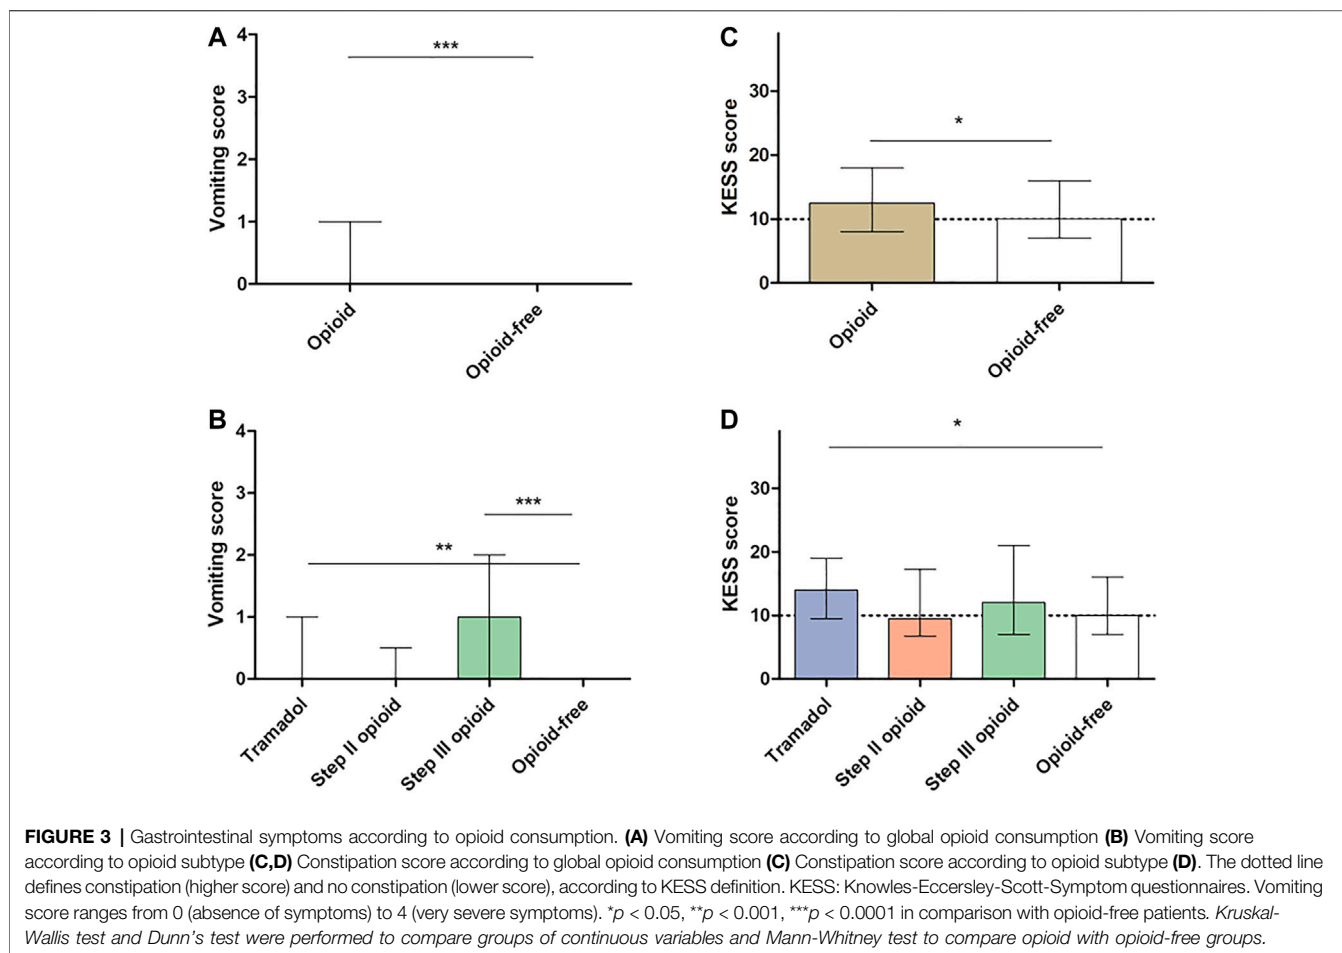 A
4
3
2
1
0
Vomiting score
***
Opioid
Opioid-free
C
30
20
10
0
KESS score
*
Opioid
Opioid-free
B
4
3
2
1
0
Vomiting score
**
***
Tramadol
Step II opioid
Step III opioid
Opioid-free
D
30
20
10
0
KESS score
*
Tramadol
Step II opioid
Step III opioid
Opioid-free
FIGURE 3 | Gastrointestinal symptoms according to opioid consumption. (A) Vomiting score according to global opioid consumption (B) Vomiting score
according to opioid subtype (C,D) Constipation score according to global opioid consumption (C) Constipation score according to opioid subtype (D). The dotted line
defines constipation (higher score) and no constipation (lower score), according to KESS definition. KESS: Knowles-Eccersley-Scott-Symptom questionnaires. Vomiting
score ranges from 0 (absence of symptoms) to 4 (very severe symptoms). *p < 0.05, **p < 0.001, ***p < 0.0001 in comparison with opioid-free patients. Kruskal-
Wallis test and Dunn's test were performed to compare groups of continuous variables and Mann-Whitney test to compare opioid with opioid-free groups.